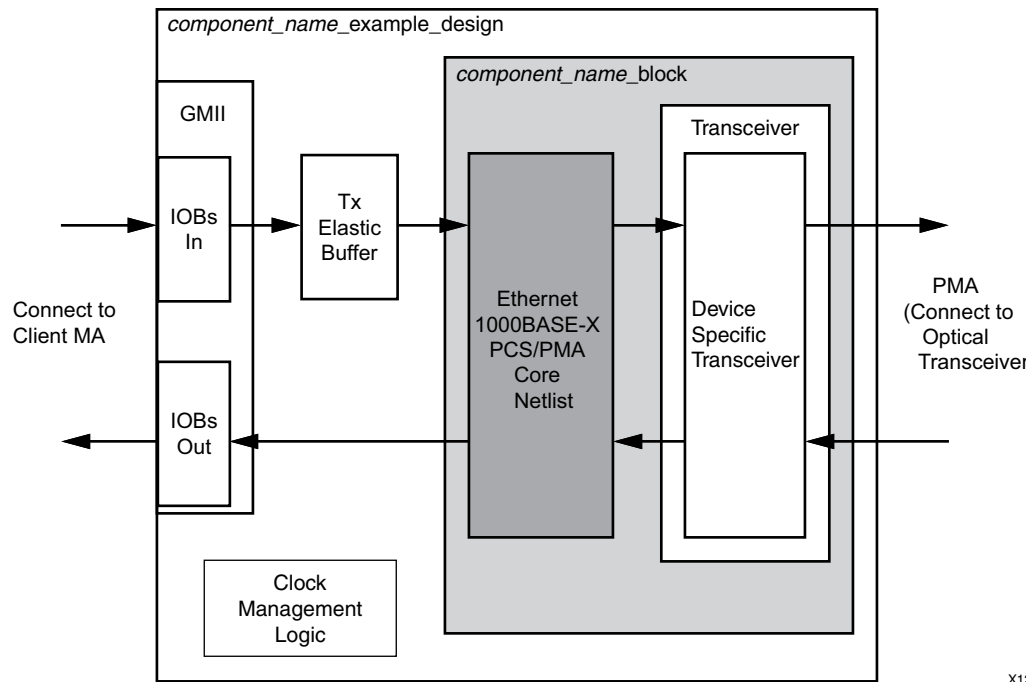 component_name_example_design
component_name_block
GMII
Transceiver
IOBs
In
Tx
Elastic
Buffer
Connect to
Client MA
Ethernet
1000BASE-X
PCS/PMA
Core
Netlist
Device
Specific
Transceiver
PMA
(Connect to
Optical
Transceiver
IOBs
Out
Clock
Management
Logic